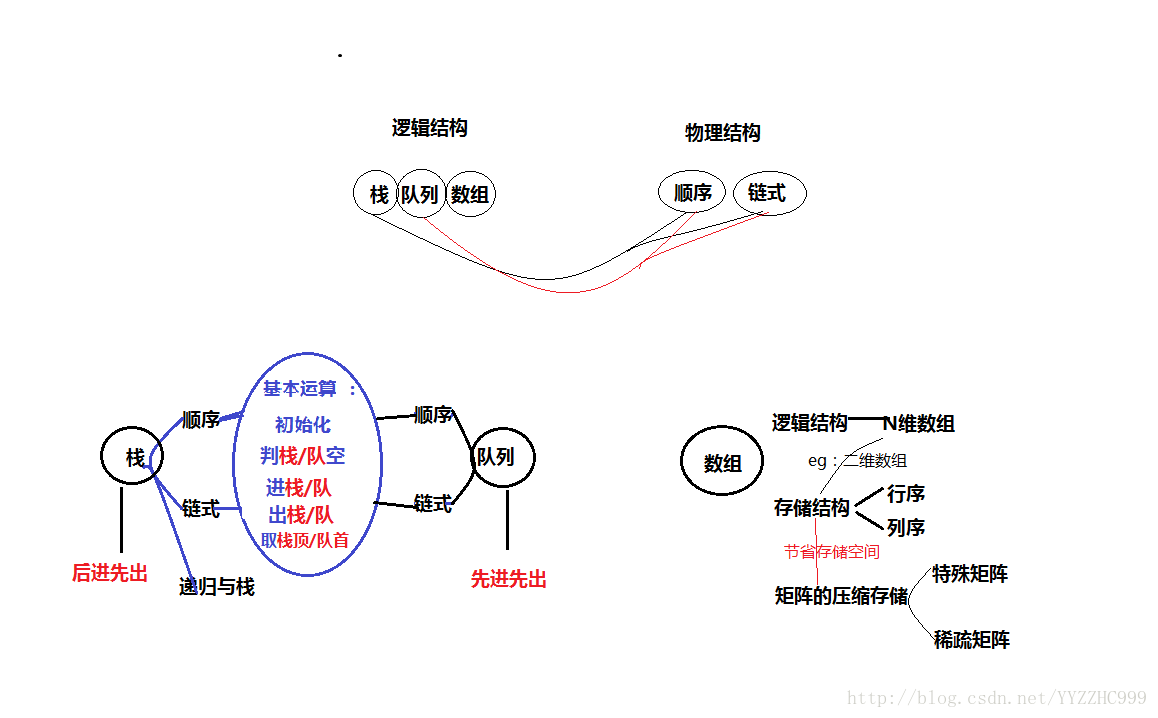 逻辑结构
物理结构
栈 队列 数组
顺序 链式
基本运算 ：
初始化
判栈/队空
进栈/队
出栈/队
取栈顶/队首
顺序
栈
链式
递归与栈
后进先出
顺序
队列
链式
先进先出
数组
逻辑结构 N维数组
eg：二维数组
存储结构
行序
列序
节省存储空间
矩阵的压缩存储
特殊矩阵
稀疏矩阵
http://blog.csdn.net/YYZZHC999